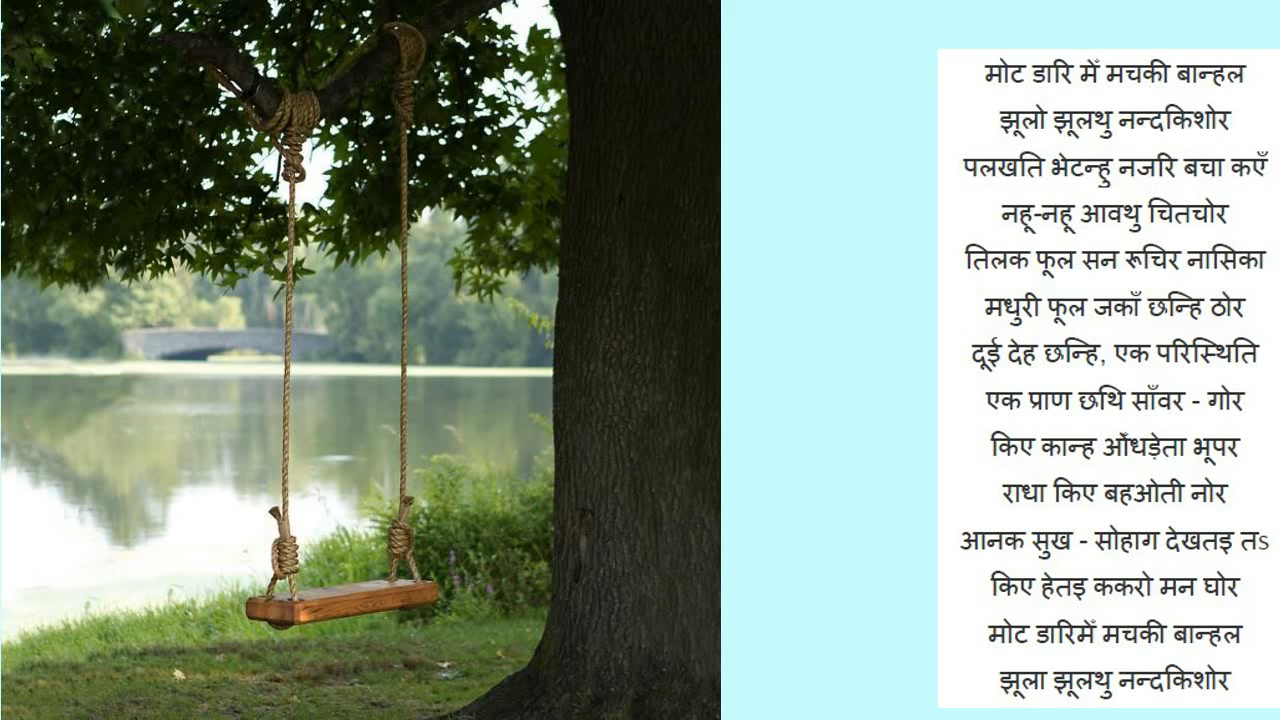 मोट डारि मेँ मचकी बान्हल
झूलो झूलथु नन्दकिशोर
पलखति भेटन्हु नजरि बचा कएँ
नहू-नहू आवथु चितचोर
तिलक फूल सन रूचिर नासिका
मधुरी फूल जकाँ छन्हि ठोर
दूई देह छन्हि, एक परिस्थिति
एक प्राण छथि साँवर - गोर
किए कान्ह ओँधड़ेता भूपर
राधा किए बहओती नोर
आनक सुख - सोहाग देखतइ तs
किए हेतइ ककरो मन घोर
मोट डारिमेँ मचकी बान्हल
झूला झूलथु नन्दकिशोर